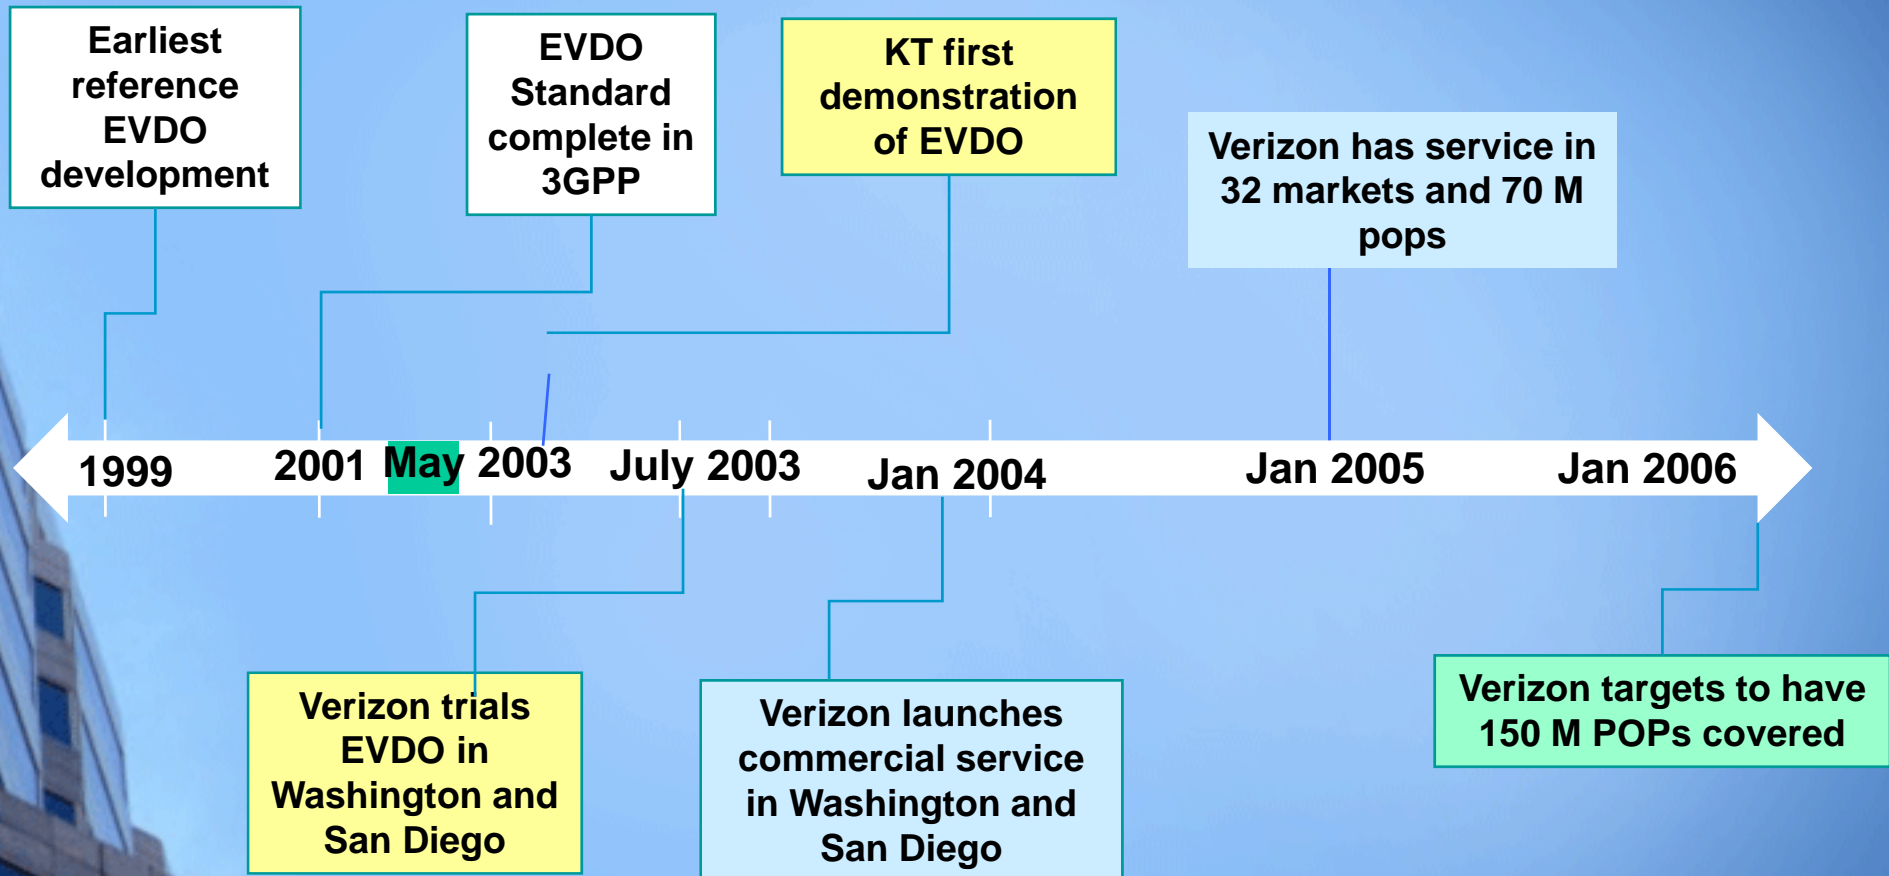 Earliest
reference
EVDO
development
EVDO
Standard
complete in
3GPP
KT first
demonstration
of EVDO
Verizon has service in
32 markets and 70 M
pops
1999
2001
May 2003
July 2003
Jan 2004
Jan 2005
Jan 2006
Verizon trials
EVDO in
Washington and
San Diego
Verizon launches
commercial service
in Washington and
San Diego
Verizon targets to have
150 M POPs covered